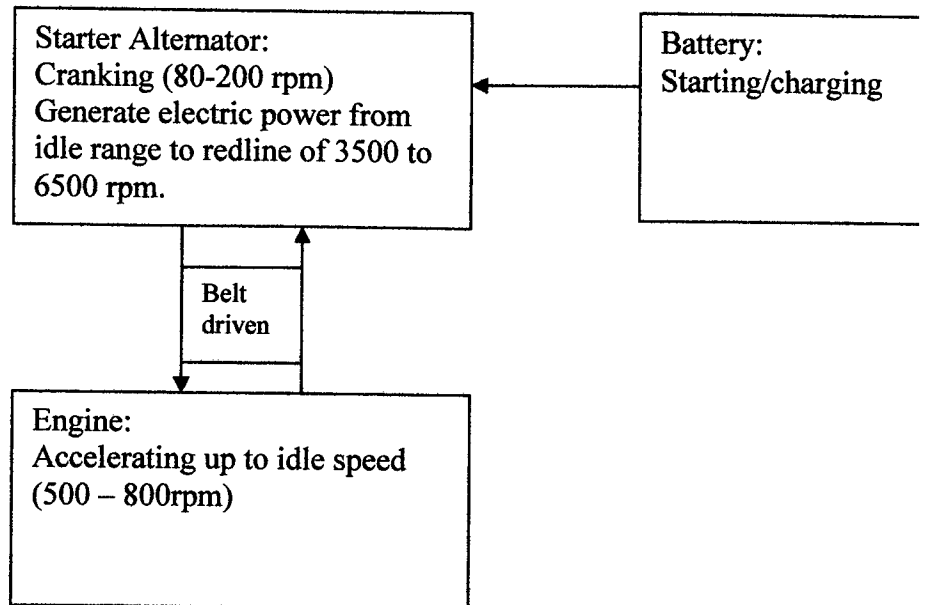 Starter Alternator:
Cranking (80-200 rpm)
Generate electric power from
idle range to redline of 3500 to
6500 rpm.
Battery:
Starting/charging
Belt
driven
Engine:
Accelerating up to idle speed
(500 – 800rpm)